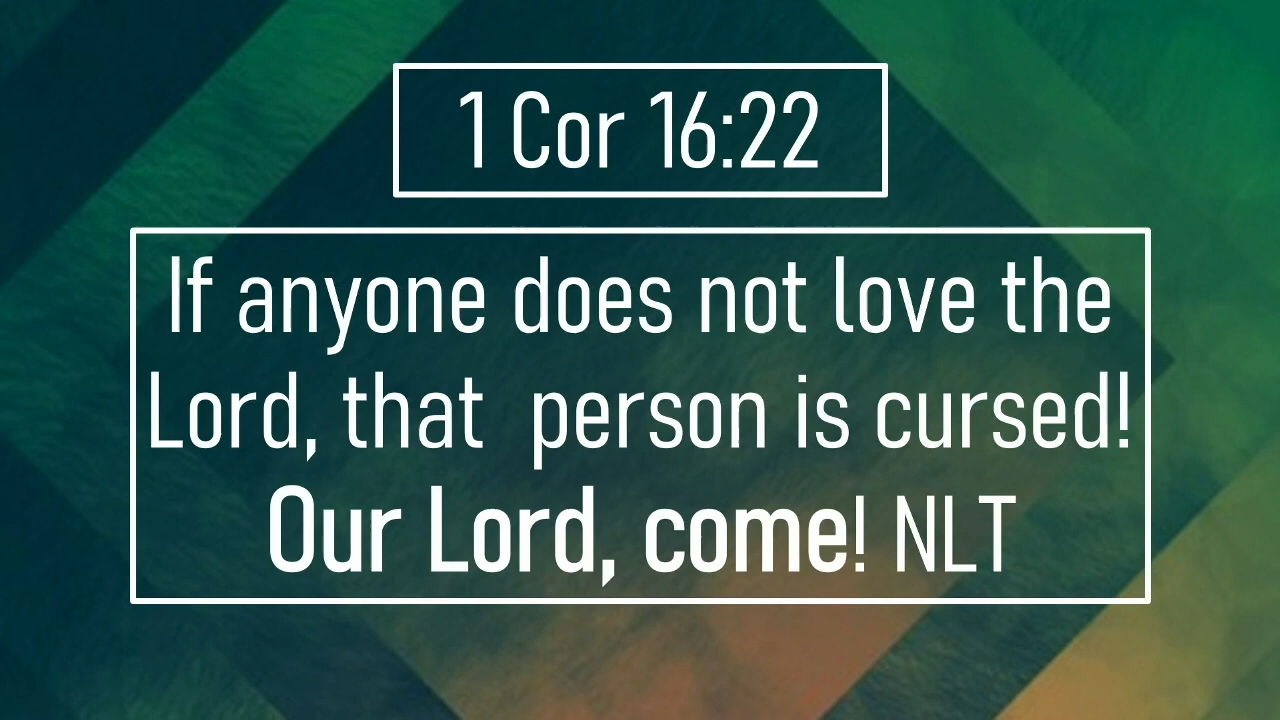 1 Cor 16:22
If anyone does not love the
Lord, that  person is cursed!
Our Lord, come! NLT